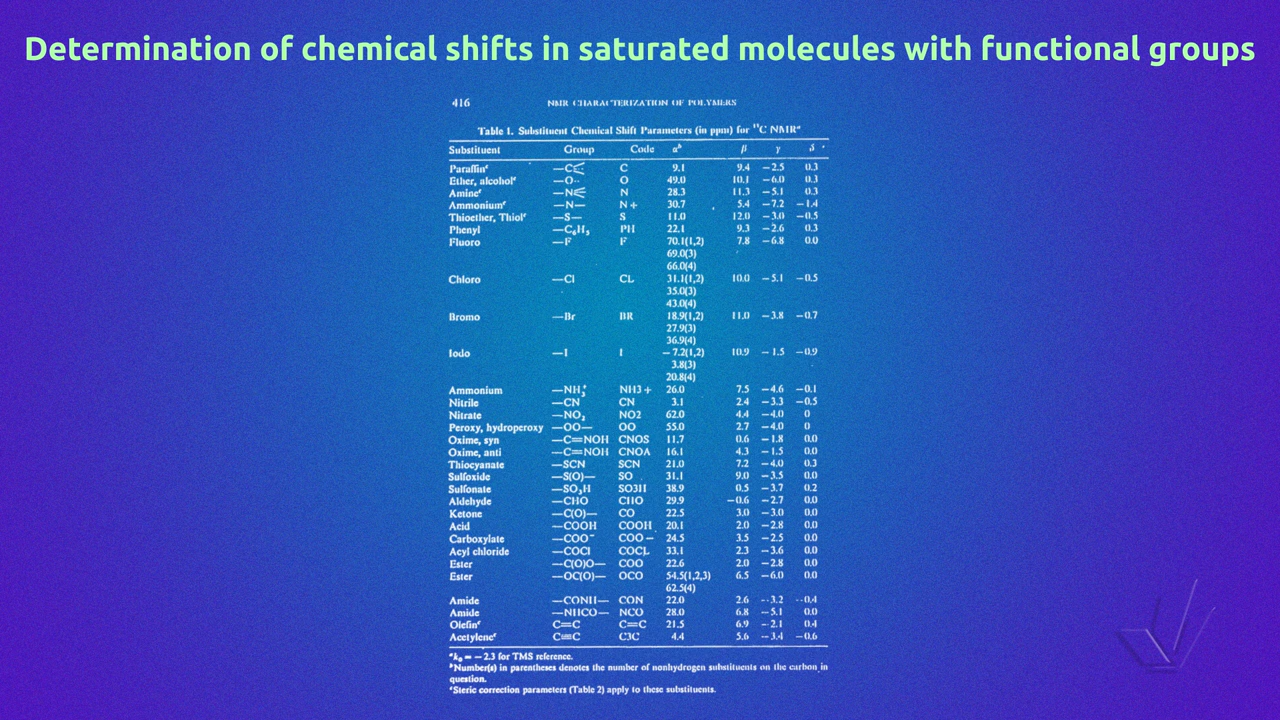 Determination of chemical shifts in saturated molecules with functional groups
416 NMR CHARACTERIZATION OF POLYMERS
Table 1. Substituent Chemical Shift Parameters (in ppm) for ¹³C NMRᵃ
Substituent Group Code αᵇ β γ δ
Paraffinᶜ —C≤ C 9.1 9.4 −2.5 0.3
Ether, alcoholᶜ —O-- O 49.0 10.1 −6.0 0.3
Amineᶜ —N≤ N 28.3 11.3 −5.1 0.3
Ammoniumᶜ —N— N+ 30.7 5.4 −7.2 −1.4
Thioether, Thiolᶜ —S— S 11.0 12.0 −3.0 −0.5
Phenyl —C₆H₅ PH 22.1 9.3 −2.6 0.3
Fluoro —F F 70.1(1,2) 7.8 −6.8 0.0
69.0(3)
66.0(4)
Chloro —Cl CL 31.1(1,2) 10.0 −5.1 −0.5
35.0(3)
43.0(4)
Bromo —Br BR 18.9(1,2) 11.0 −3.8 −0.7
27.9(3)
36.9(4)
Iodo —I I −7.2(1,2) 10.9 −1.5 −0.9
3.8(3)
20.8(4)
Ammonium —NH₃⁺ NH3+ 26.0 7.5 −4.6 −0.1
Nitrile —CN CN 3.1 2.4 −3.3 −0.5
Nitrate —NO₂ NO2 62.0 4.4 −4.0 0
Peroxy, hydroperoxy —OO— OO 55.0 2.7 −4.0 0
Oxime, syn —C=NOH CNOS 11.7 0.6 −1.8 0.0
Oxime, anti —C=NOH CNOA 16.1 4.3 −1.5 0.0
Thiocyanate —SCN SCN 21.0 7.2 −4.0 0.3
Sulfoxide —S(O)— SO 31.1 9.0 −3.5 0.0
Sulfonate —SO₃H SO3H 38.9 0.5 −3.7 0.2
Aldehyde —CHO CHO 29.9 −0.6 −2.7 0.0
Ketone —C(O)— CO 22.5 3.0 −3.0 0.0
Acid —COOH COOH 20.1 2.0 −2.8 0.0
Carboxylate —COO⁻ COO− 24.5 3.5 −2.5 0.0
Acyl chloride —COCl COCL 33.1 2.3 −3.6 0.0
Ester —C(O)O— COO 22.6 2.0 −2.8 0.0
Ester —OC(O)— OCO 54.5(1,2,3) 6.5 −6.0 0.0
62.5(4)
Amide —CONH— CON 22.0 2.6 −3.2 −0.4
Amide —NHCO— NCO 28.0 6.8 −5.1 0.0
Olefinᶜ C=C C=C 21.5 6.9 −2.1 0.4
Acetyleneᶜ C≡C C3C 4.4 5.6 −3.4 −0.6
ᵃk₀ = −2.3 for TMS reference.
ᵇNumber(s) in parentheses denotes the number of nonhydrogen substituents on the carbon in
question.
ᶜSteric correction parameters (Table 2) apply to these substituents.